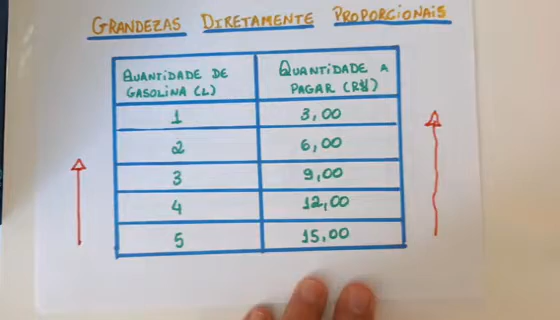 GRANDEZAS DIRETAMENTE PROPORCIONAIS
QUANTIDADE DE
GASOLINA (L)
QUANTIDADE A
PAGAR (R$)
1 3,00
2 6,00
3 9,00
4 12,00
5 15,00